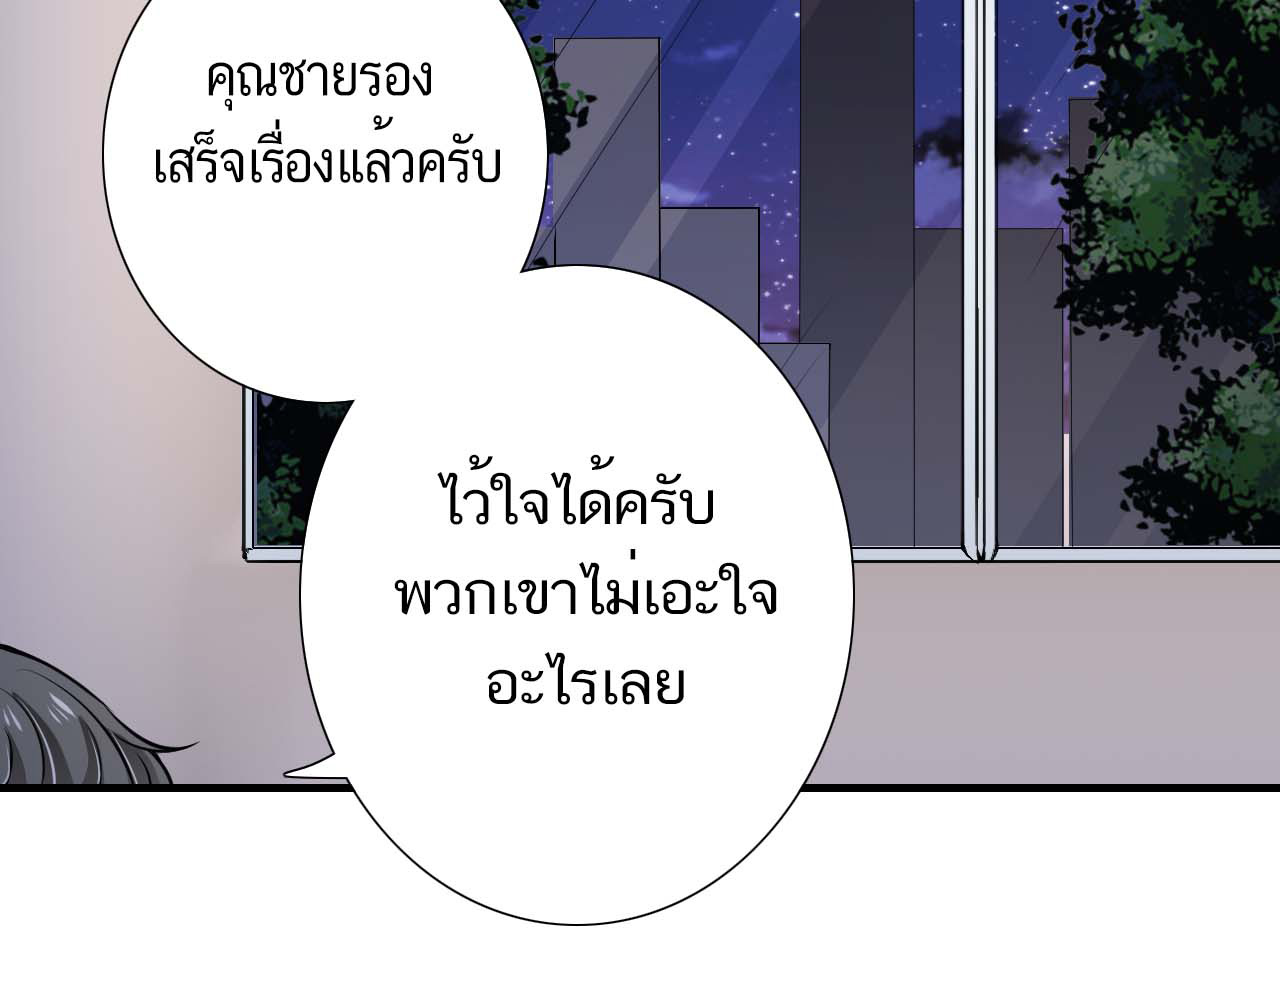 คุณชายรอง
เสร็จเรื่องแล้วครับ
ไว้ใจได้ครับ
พวกเขาไม่เอะใจ
อะไรเลย